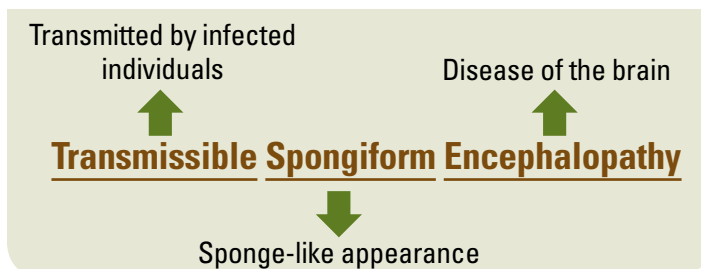 Transmitted by infected
individuals
Disease of the brain
Transmissible Spongiform Encephalopathy
Sponge-like appearance